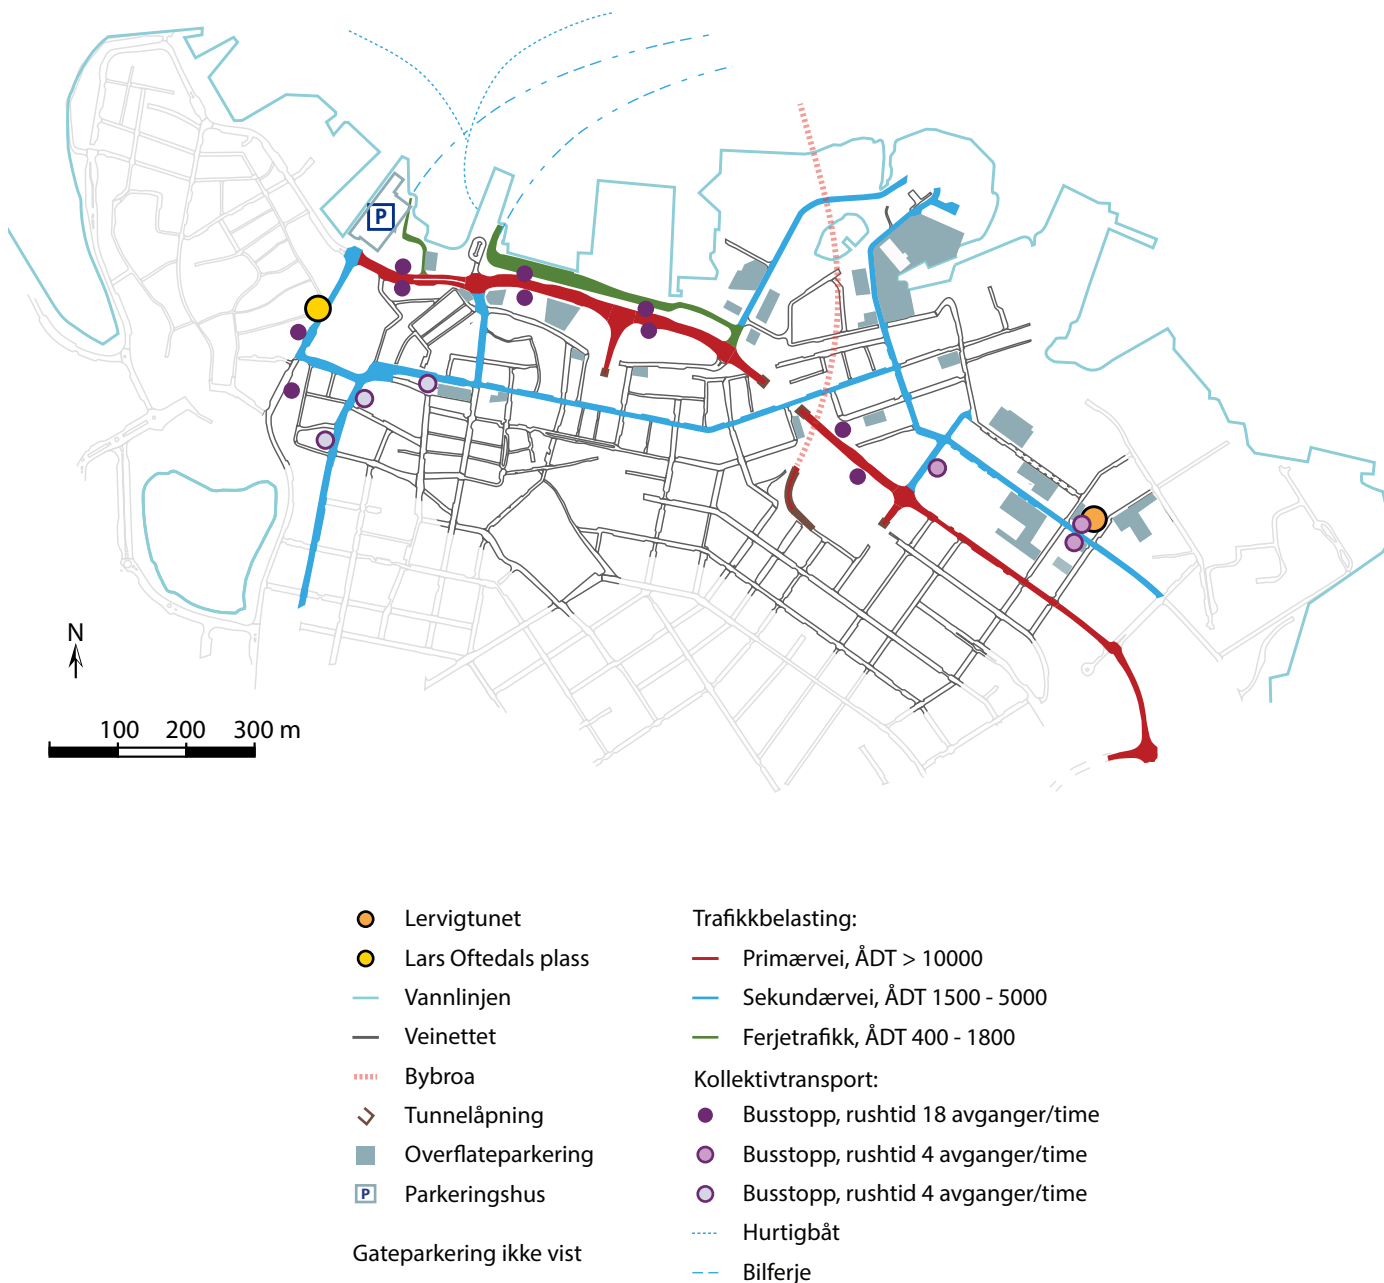 P
N
100 200 300 m
Lervigtunet
Lars Oftedals plass
Vannlinjen
Veinettet
Bybroa
Tunnelåpning
Overflateparkering
P Parkeringshus
Gateparkering ikke vist
Trafikkbelasting:
Primærvei, ÅDT > 10000
Sekundærvei, ÅDT 1500 - 5000
Ferjetrafikk, ÅDT 400 - 1800
Kollektivtransport:
Busstopp, rushtid 18 avganger/time
Busstopp, rushtid 4 avganger/time
Busstopp, rushtid 4 avganger/time
Hurtigbåt
Bilferje